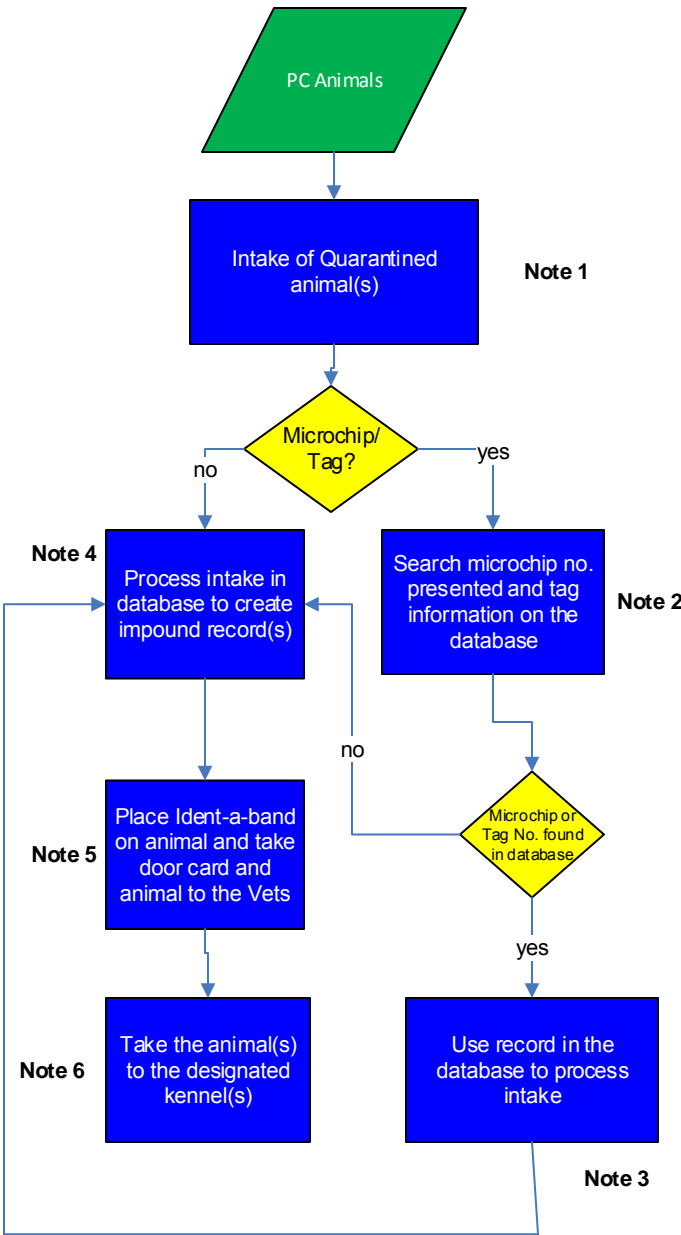 PC Animals
Intake of Quarantined
animal(s)
Note 1
Microchip/
Tag?
no
yes
Note 4
Process intake in
database to create
impound record(s)
Search microchip no.
presented and tag
information on the
database
Note 2
no
Note 5
Place Ident-a-band
on animal and take
door card and
animal to the Vets
Microchip or
Tag No. found
in database
yes
Note 6
Take the animal(s)
to the designated
kennel(s)
Use record in the
database to process
intake
Note 3